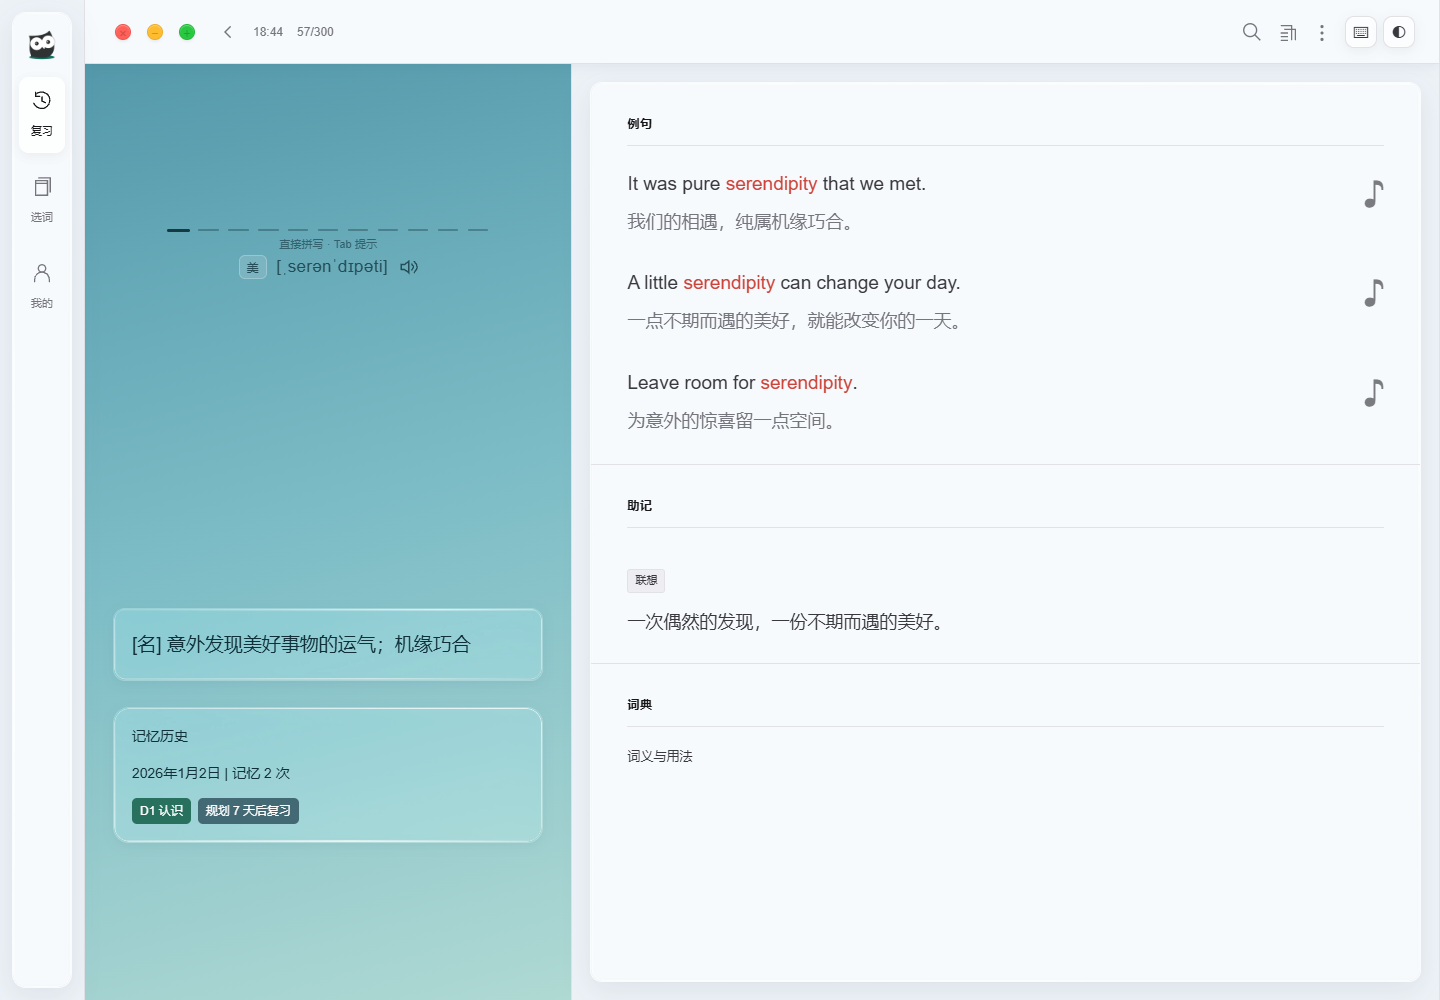 18:44 57/300
复习
选词
我的
直接拼写 · Tab 提示
美 [ˌserənˈdɪpəti]
[名] 意外发现美好事物的运气；机缘巧合
记忆历史
2026年1月2日 | 记忆 2 次
D1 认识 规划 7 天后复习
例句
It was pure serendipity that we met.
我们的相遇，纯属机缘巧合。
A little serendipity can change your day.
一点不期而遇的美好，就能改变你的一天。
Leave room for serendipity.
为意外的惊喜留一点空间。
助记
联想
一次偶然的发现，一份不期而遇的美好。
词典
词义与用法